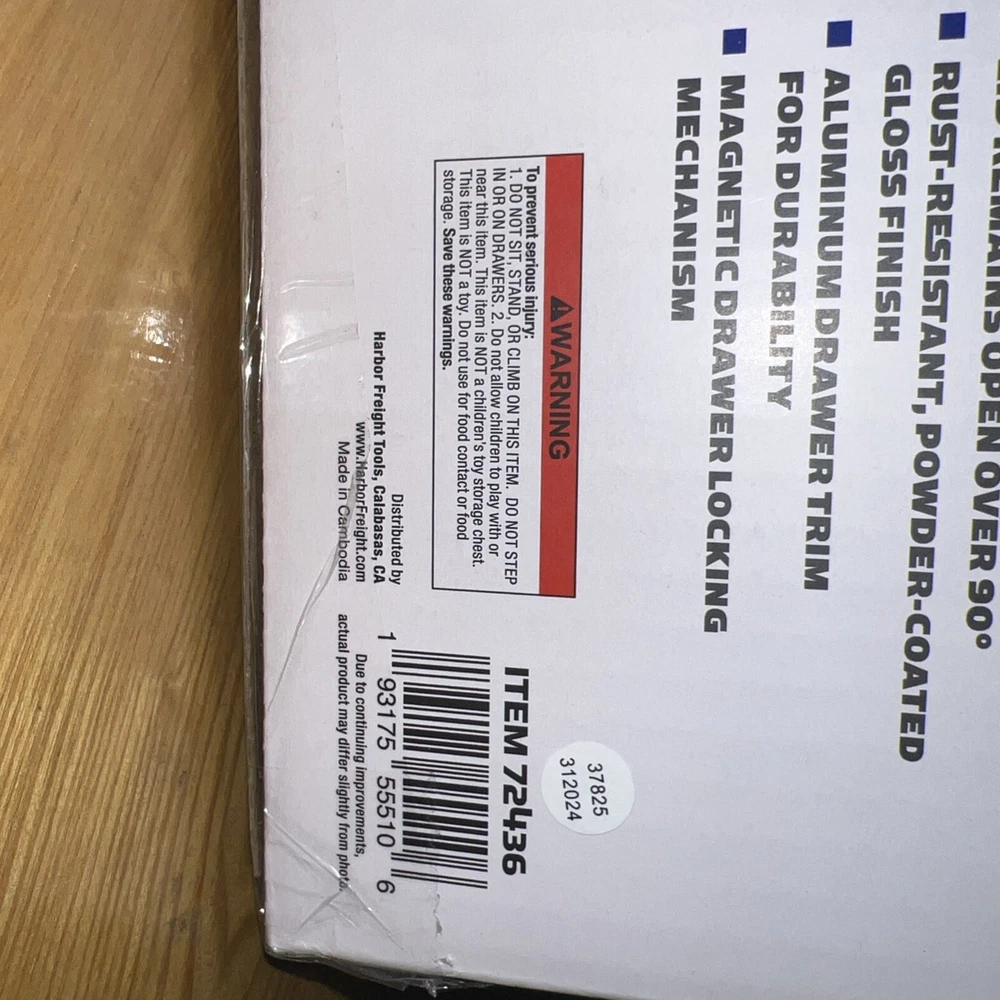 REMAINS OPEN OVER 90°
RUST-RESISTANT, POWDER-COATED
GLOSS FINISH
ALUMINUM DRAWER TRIM
FOR DURABILITY
MAGNETIC DRAWER LOCKING
MECHANISM
⚠WARNING
To prevent serious injury:
1. DO NOT SIT, STAND, OR CLIMB ON THIS ITEM. DO NOT STEP
IN OR ON DRAWERS. 2. Do not allow children to play with or
near this item. This item is NOT a children's toy storage chest.
This item is NOT a toy. Do not use for food contact or food
storage. Save these warnings.
Distributed by
Harbor Freight Tools, Calabasas, CA
www.HarborFreight.com
Made in Cambodia
37825
312024
ITEM 72436
1 93175 55510 6
Due to continuing improvements,
actual product may differ slightly from photo.